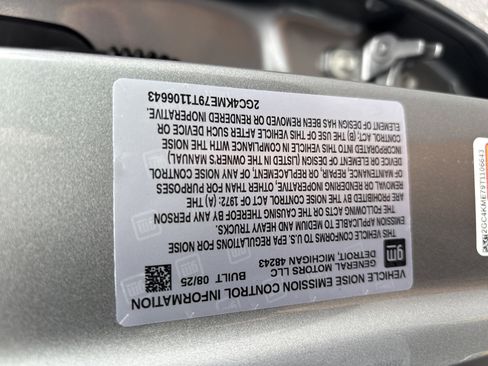 VEHICLE NOISE EMISSION CONTROL INFORMATION
gm
GENERAL MOTORS LLC
DETROIT, MICHIGAN 48243
BUILT 08/25
THIS VEHICLE CONFORMS TO U.S. EPA REGULATIONS FOR NOISE
EMISSION APPLICABLE TO MEDIUM AND HEAVY TRUCKS.
THE FOLLOWING ACTS OR THE CAUSING THEREOF BY ANY PERSON
ARE PROHIBITED BY THE NOISE CONTROL ACT OF 1972: (A) THE
REMOVAL OR RENDERING INOPERATIVE, OTHER THAN FOR PURPOSES
OF MAINTENANCE, REPAIR, OR REPLACEMENT, OF ANY NOISE CONTROL
DEVICE OR ELEMENT OF DESIGN (LISTED IN THE OWNER'S MANUAL)
INCORPORATED INTO THIS VEHICLE IN COMPLIANCE WITH THE NOISE
CONTROL ACT; (B) THE USE OF THIS VEHICLE AFTER SUCH DEVICE OR
ELEMENT OF DESIGN HAS BEEN REMOVED OR RENDERED INOPERATIVE.
2GC4KME79T1106643
2GC4KME79T1106643